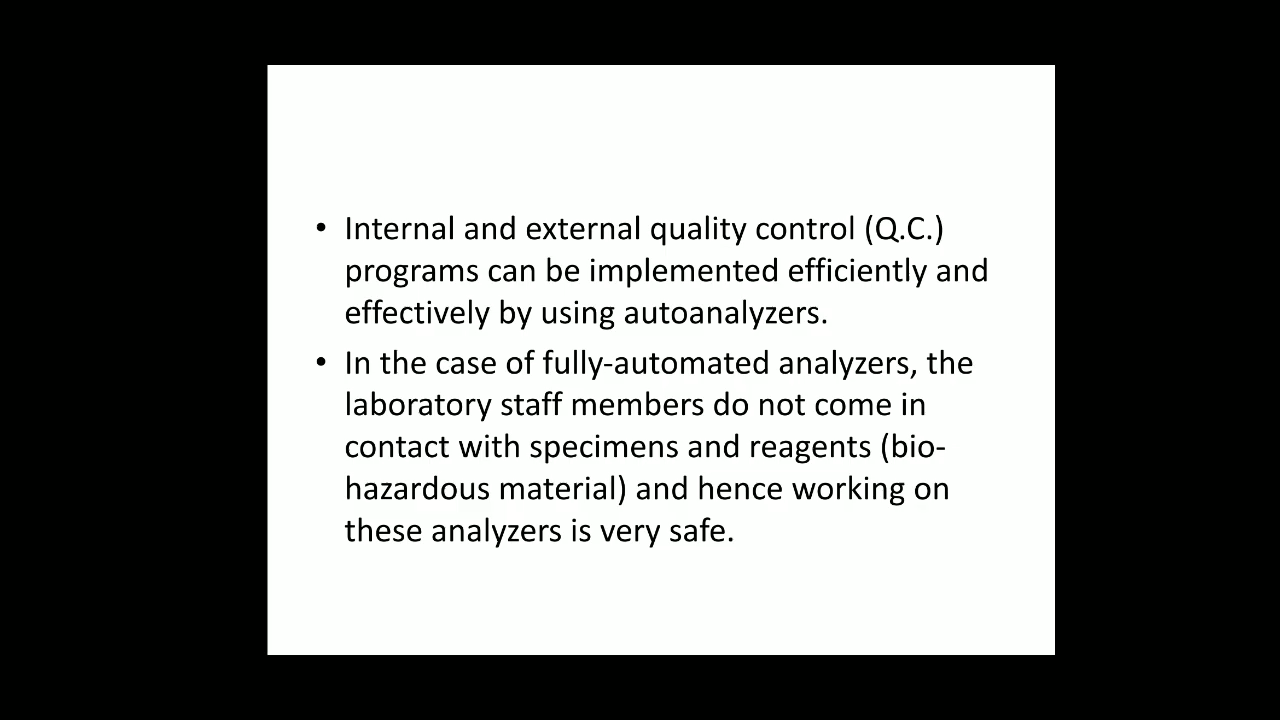 • Internal and external quality control (Q.C.)
programs can be implemented efficiently and
effectively by using autoanalyzers.
• In the case of fully-automated analyzers, the
laboratory staff members do not come in
contact with specimens and reagents (bio-
hazardous material) and hence working on
these analyzers is very safe.